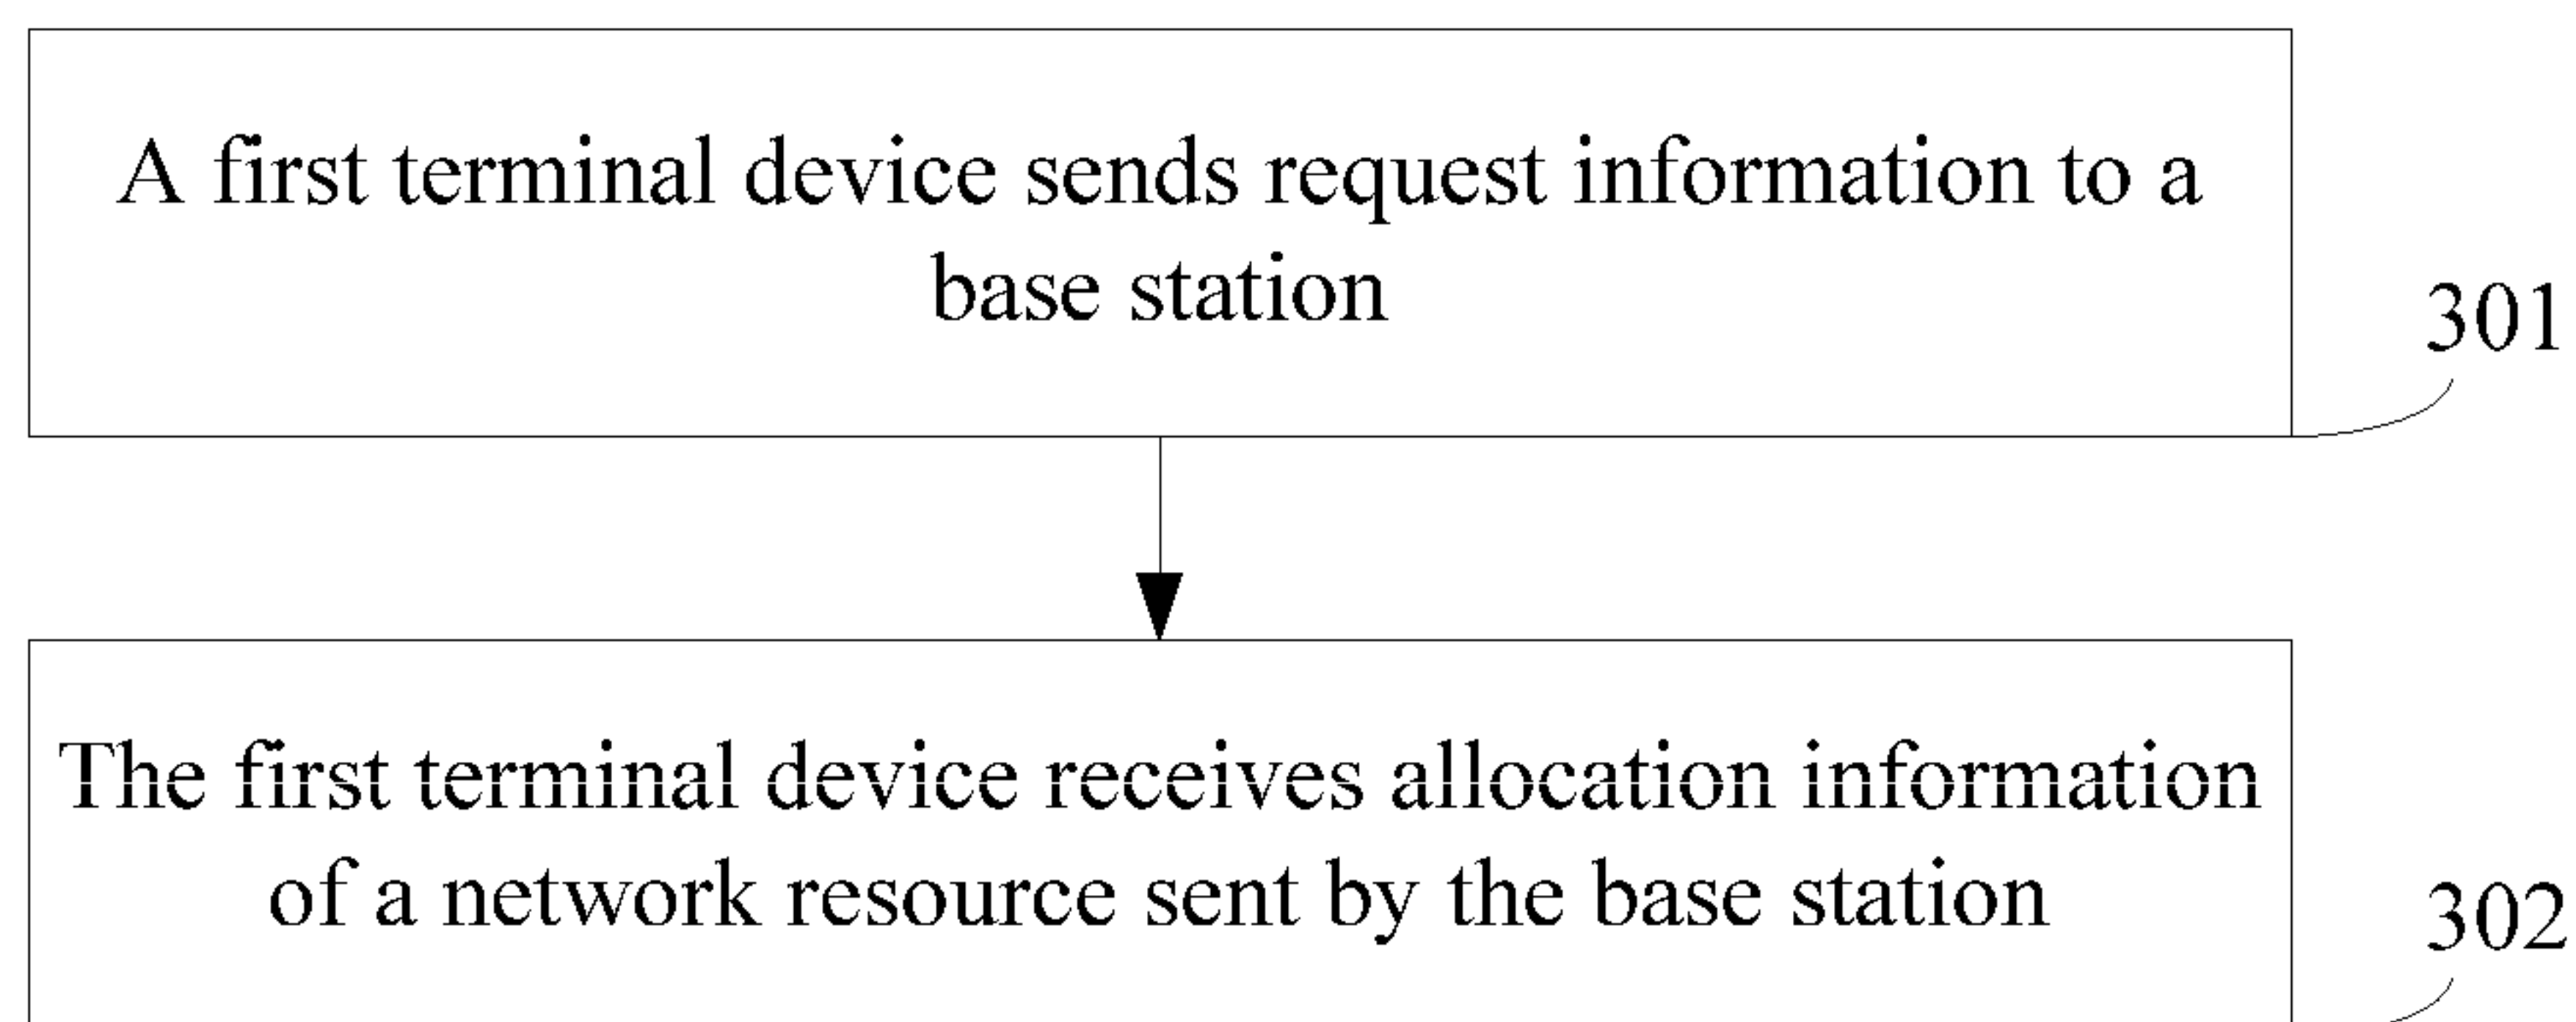 A first terminal device sends request information to a
base station
301
The first terminal device receives allocation information
of a network resource sent by the base station
302